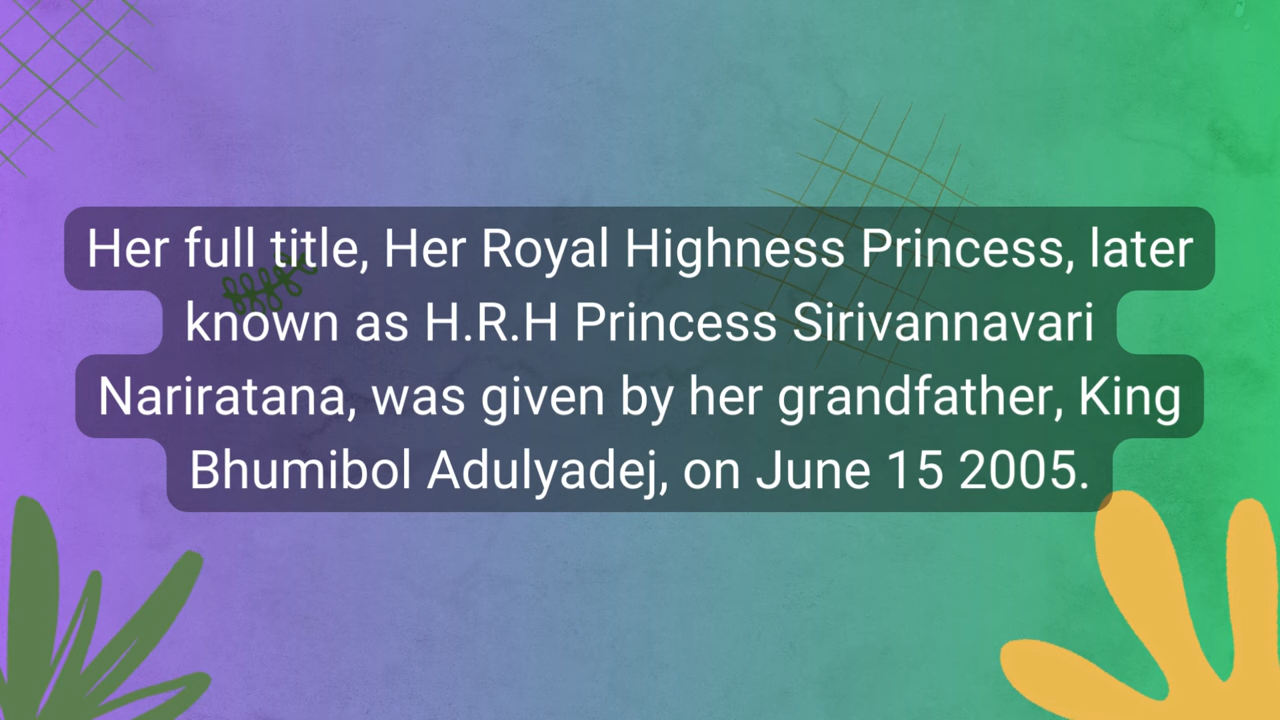 Her full title, Her Royal Highness Princess, later
known as H.R.H Princess Sirivannavari
Nariratana, was given by her grandfather, King
Bhumibol Adulyadej, on June 15 2005.